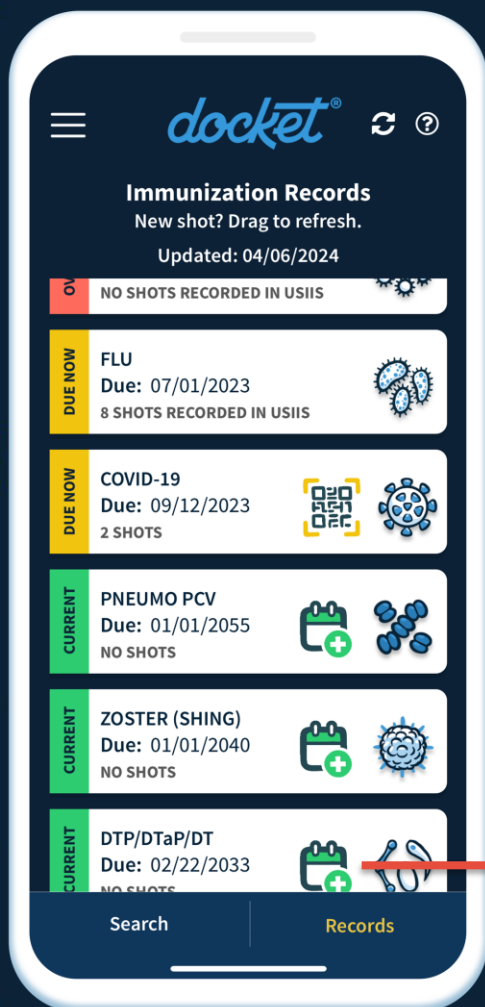 docket®
Immunization Records
New shot? Drag to refresh.
Updated: 04/06/2024
NO SHOTS RECORDED IN USIIS
DUE NOW
FLU
Due: 07/01/2023
8 SHOTS RECORDED IN USIIS
DUE NOW
COVID-19
Due: 09/12/2023
2 SHOTS
CURRENT
PNEUMO PCV
Due: 01/01/2055
NO SHOTS
CURRENT
ZOSTER (SHING)
Due: 01/01/2040
NO SHOTS
CURRENT
DTP/DTaP/DT
Due: 02/22/2033
NO SHOTS
Search
Records